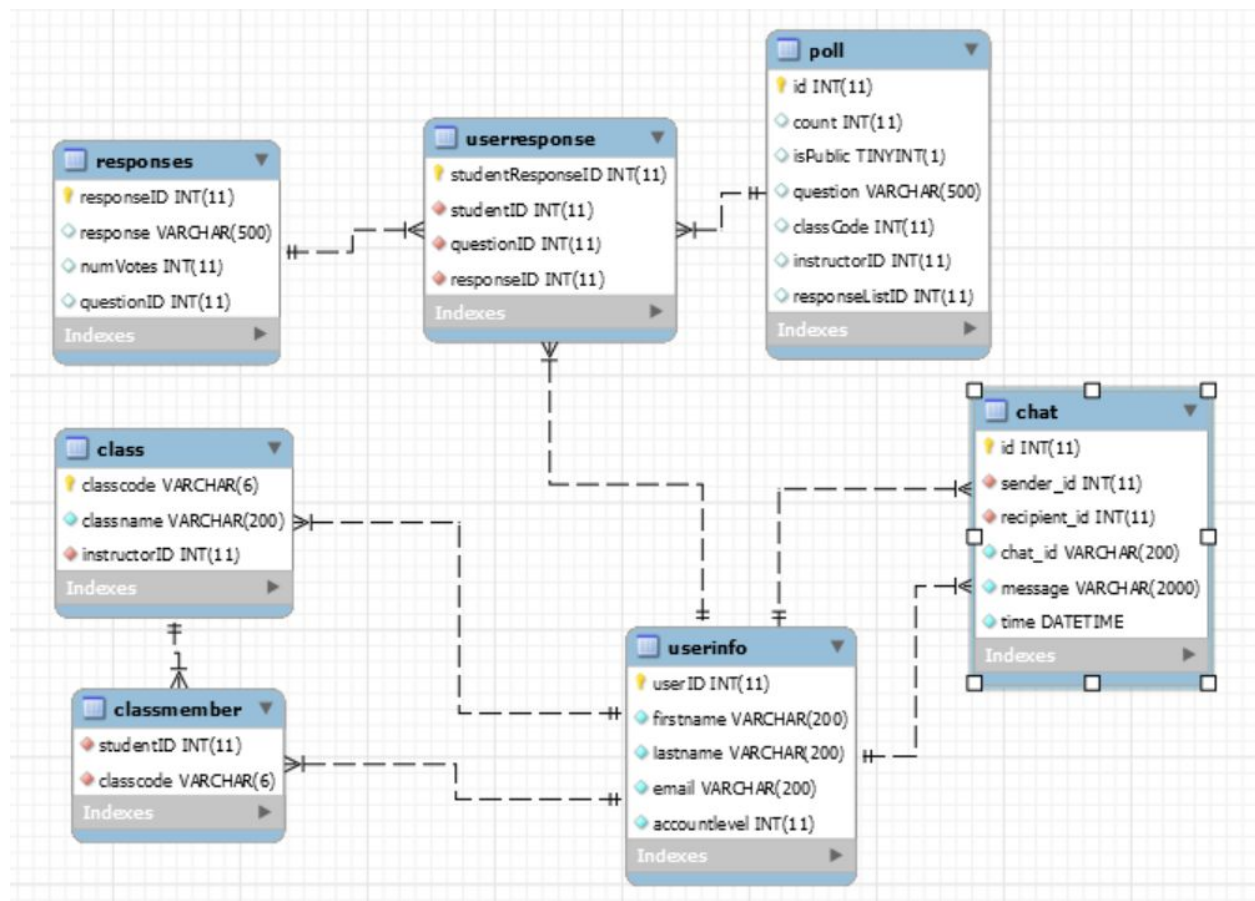 poll
id INT(11)
count INT(11)
isPublic TINYINT(1)
question VARCHAR(500)
classCode INT(11)
instructorID INT(11)
responseListID INT(11)
Indexes
userresponse
studentResponseID INT(11)
studentID INT(11)
questionID INT(11)
responseID INT(11)
Indexes
responses
responseID INT(11)
response VARCHAR(500)
numVotes INT(11)
questionID INT(11)
Indexes
chat
id INT(11)
sender_id INT(11)
recipient_id INT(11)
chat_id VARCHAR(200)
message VARCHAR(2000)
time DATETIME
Indexes
class
classcode VARCHAR(6)
classname VARCHAR(200)
instructorID INT(11)
Indexes
userinfo
userID INT(11)
firstname VARCHAR(200)
lastname VARCHAR(200)
email VARCHAR(200)
accountlevel INT(11)
Indexes
classmember
studentID INT(11)
classcode VARCHAR(6)
Indexes